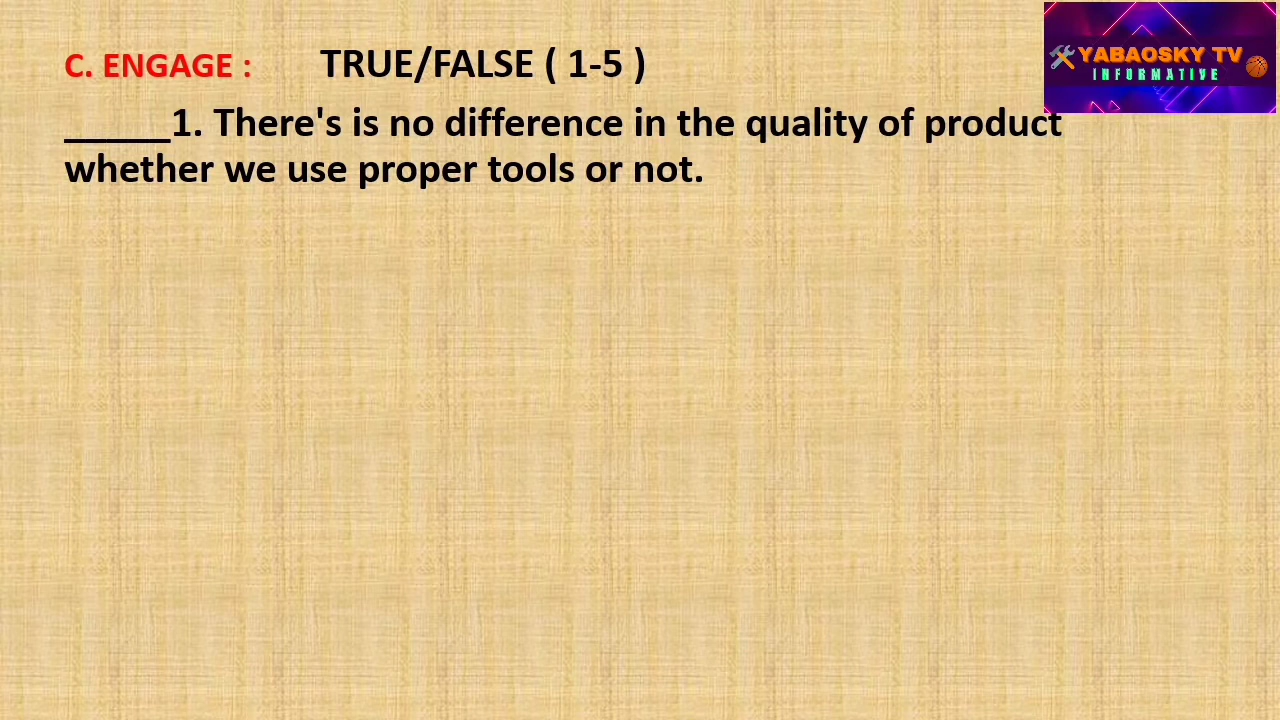 YABAOSKY TV
INFORMATIVE
C. ENGAGE : TRUE/FALSE ( 1-5 )
_____1. There's is no difference in the quality of product
whether we use proper tools or not.